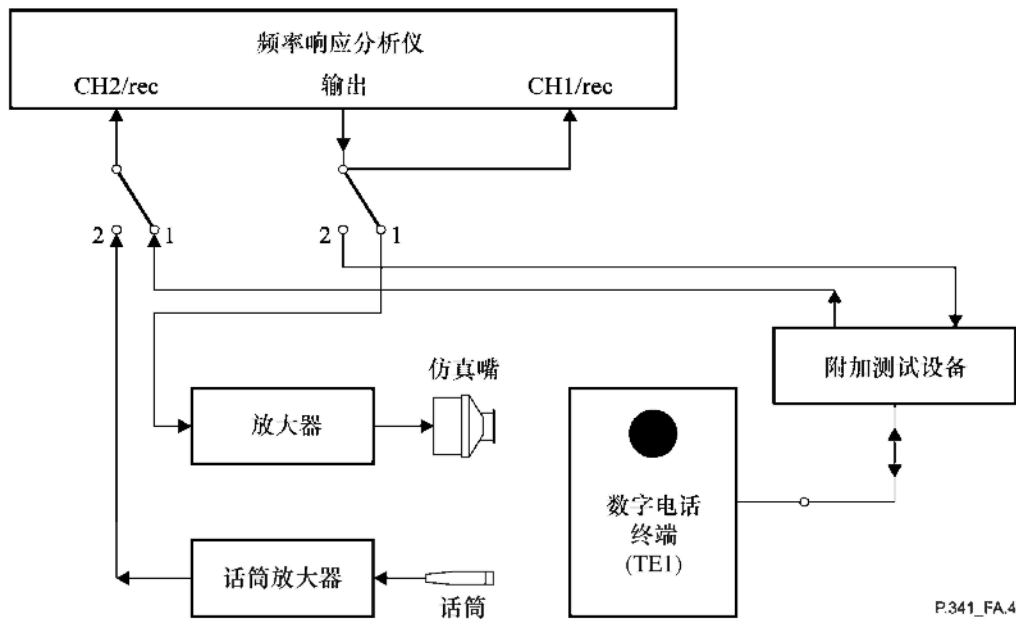 频率响应分析仪
CH2/rec
输出
CH1/rec
2
1
2
1
附加测试设备
仿真嘴
放大器
数字电话
终端
(TE1)
话筒放大器
话筒
P.341_FA.4